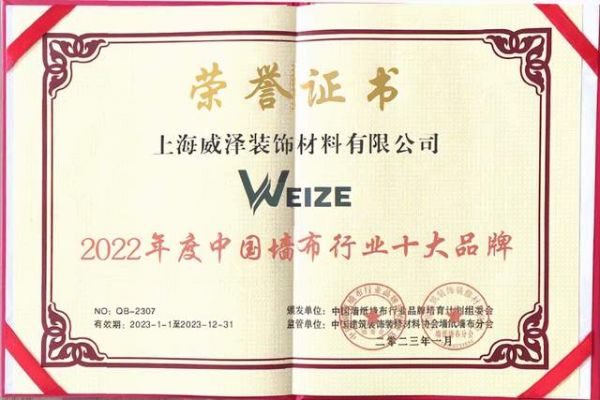 荣誉证书
上海威泽装饰材料有限公司
WEIZE
2022年度中国墙布行业十大品牌
NO: QB-2307
有效期: 2023-1-1至2023-12-31
颁发单位: 中国墙纸墙布行业品牌培育计划组委会
监管单位: 中国建筑装饰装修材料协会墙纸墙布分会
二零二三年一月